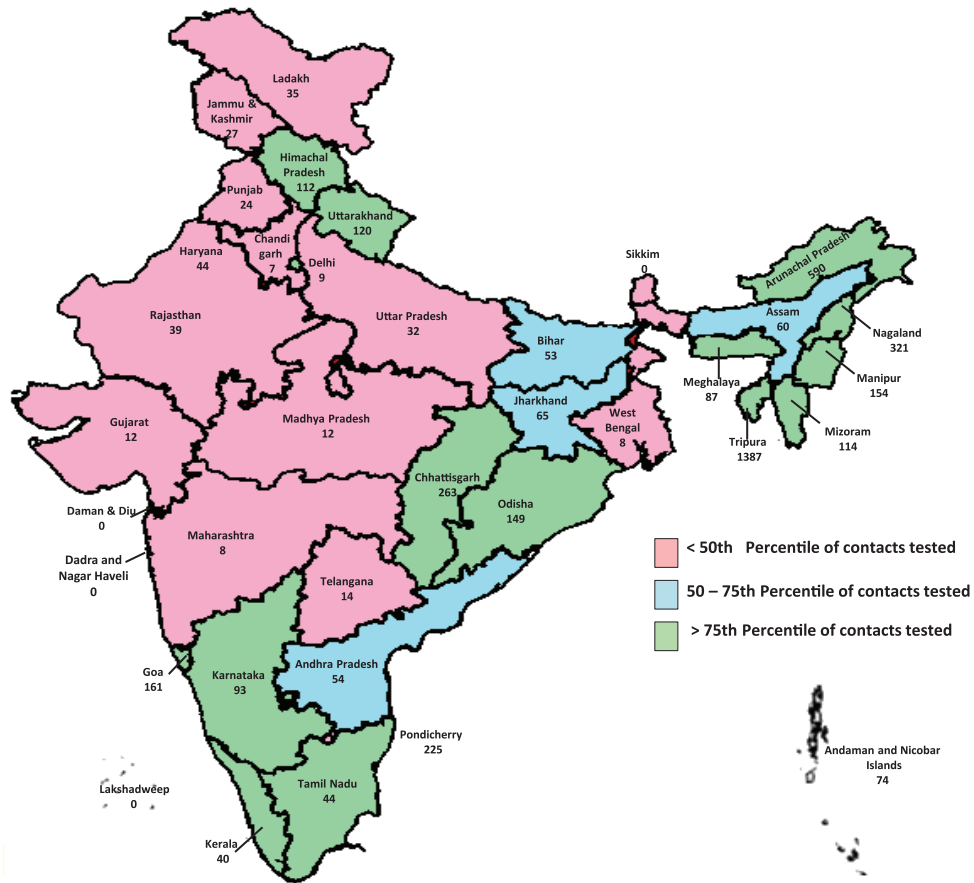 Ladakh
35
Jammu &
Kashmir
27
Himachal
Pradesh
112
Punjab
24
Uttarakhand
120
Haryana
44
Chandi
garh
7
Delhi
9
Sikkim
0
Arunachal Pradesh
590
Rajasthan
39
Uttar Pradesh
32
Bihar
53
Assam
60
Nagaland
321
Meghalaya
87
Manipur
154
Gujarat
12
Madhya Pradesh
12
Jharkhand
65
West
Bengal
8
Tripura
1387
Mizoram
114
Chhattisgarh
263
Odisha
149
Daman & Diu
0
Maharashtra
8
Dadra and
Nagar Haveli
0
Telangana
14
< 50th Percentile of contacts tested
50 – 75th Percentile of contacts tested
> 75th Percentile of contacts tested
Goa
161
Karnataka
93
Andhra Pradesh
54
Pondicherry
225
Andaman and Nicobar
Islands
74
Lakshadweep
0
Tamil Nadu
44
Kerala
40